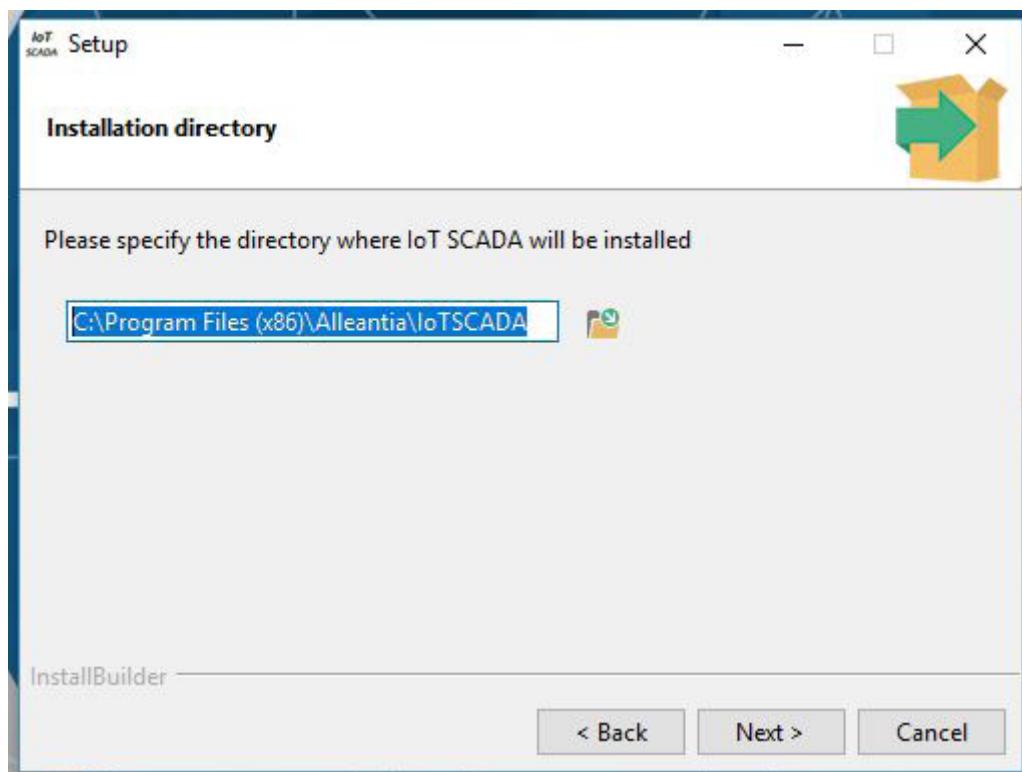 IoT
SCADA
Setup
Installation directory
Please specify the directory where IoT SCADA will be installed
C:\Program Files (x86)\Alleantia\IoTSCADA
InstallBuilder
< Back
Next >
Cancel